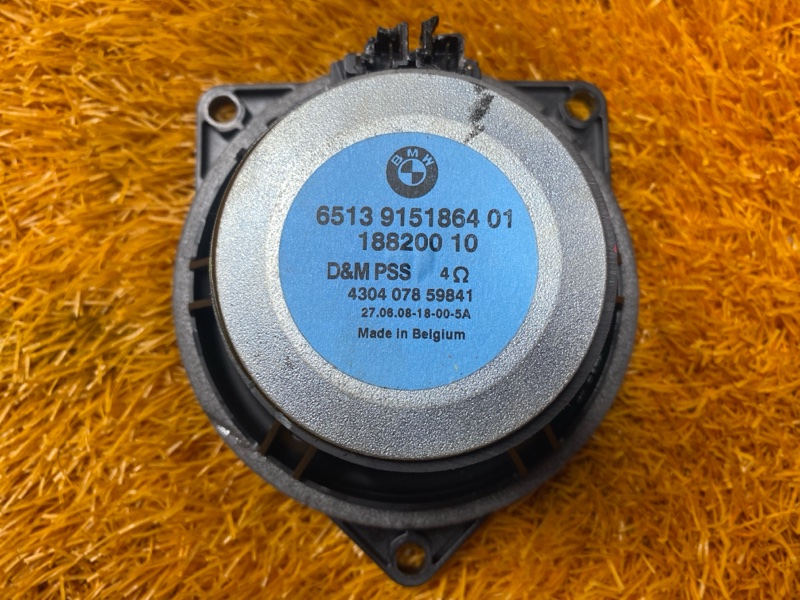 BMW
6513 9151864 01
188200 10
D&M PSS 4Ω
4304 078 59841
27.06.08-18-00-5A
Made in Belgium